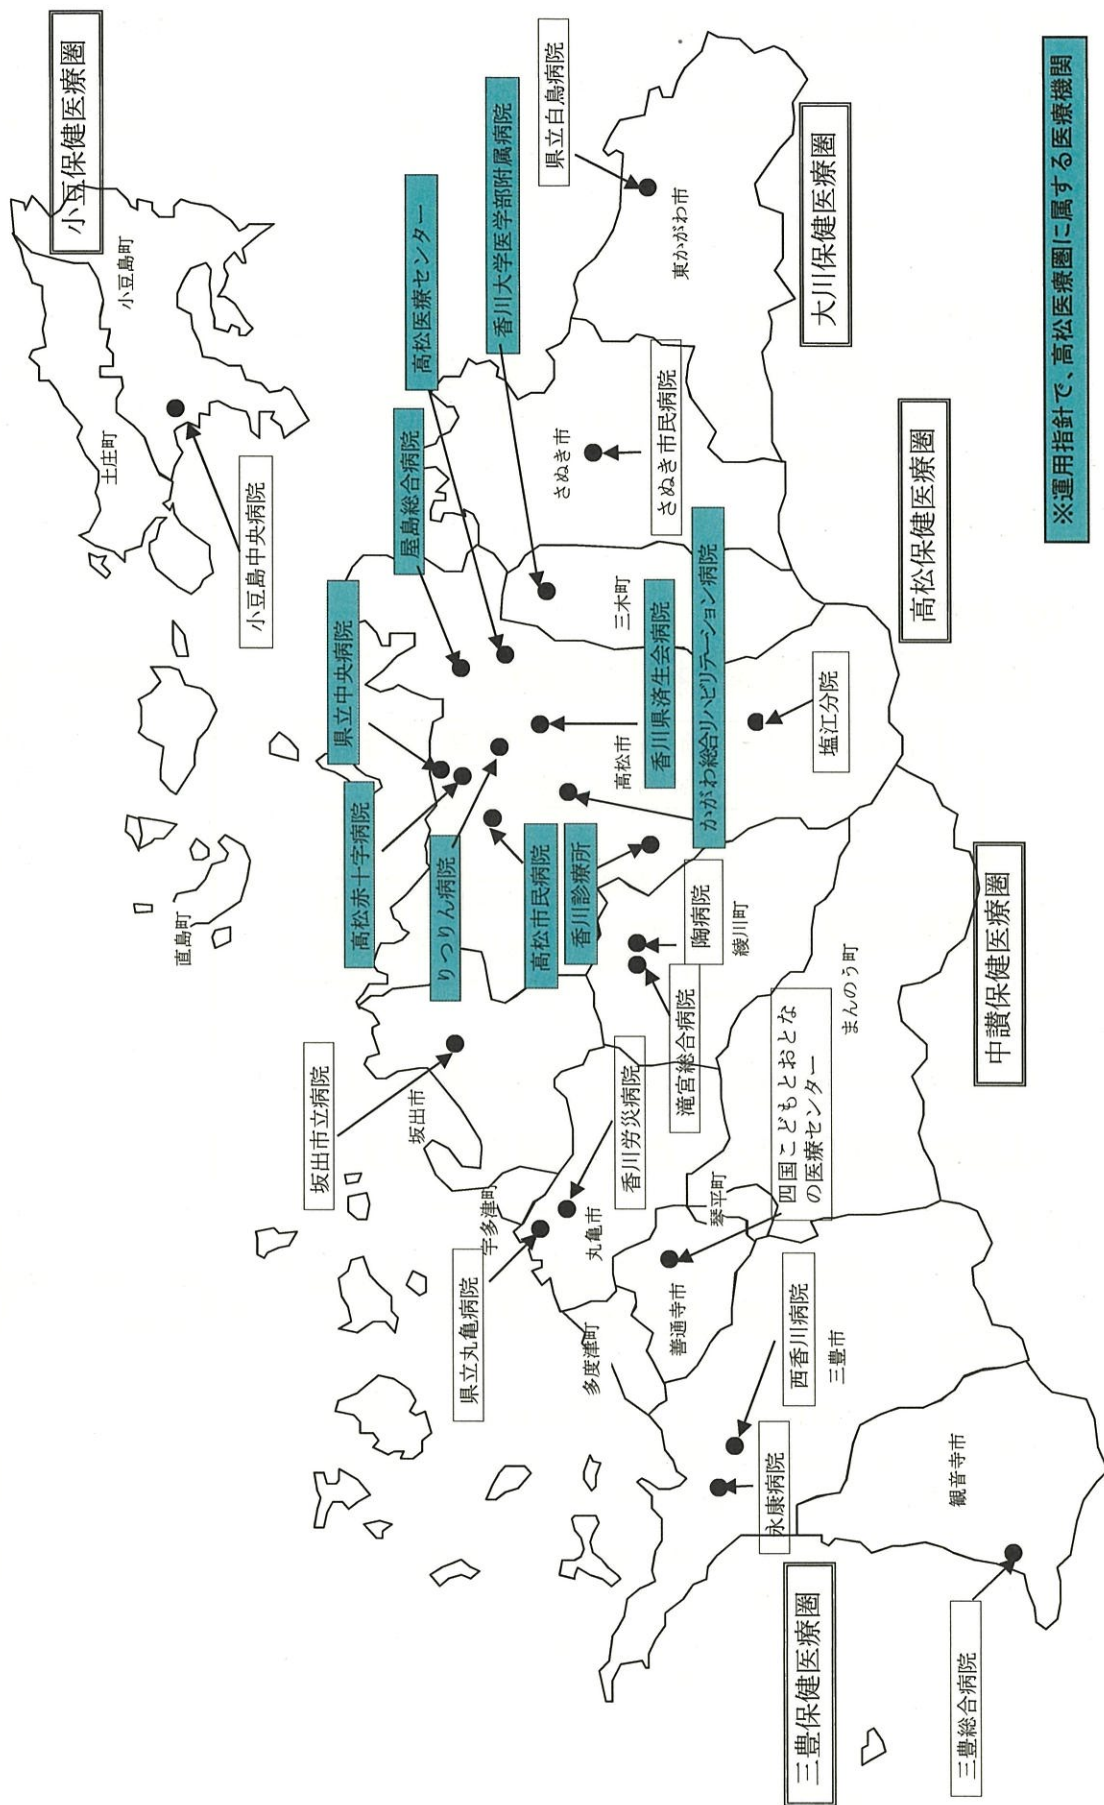 小豆保健医療圏
小豆島町
土庄町
小豆島中央病院
直島町
県立中央病院
高松赤十字病院
りつりん病院
屋島総合病院
高松医療センター
香川大学医学部附属病院
県立白鳥病院
東かがわ市
さぬき市
さぬき市民病院
大川保健医療圏
三木町
香川県済生会病院
かがわ総合リハビリテーション病院
高松市
高松市民病院
香川診療所
塩江分院
高松保健医療圏
陶病院
綾川町
滝宮総合病院
坂出市立病院
坂出市
宇多津町
香川労災病院
県立丸亀病院
丸亀市
多度津町
善通寺市
琴平町
四国こどもとおとな
の医療センター
まんのう町
中讃保健医療圏
西香川病院
三豊市
永康病院
三豊保健医療圏
観音寺市
三豊総合病院
※運用指針で、高松医療圏に属する医療機関